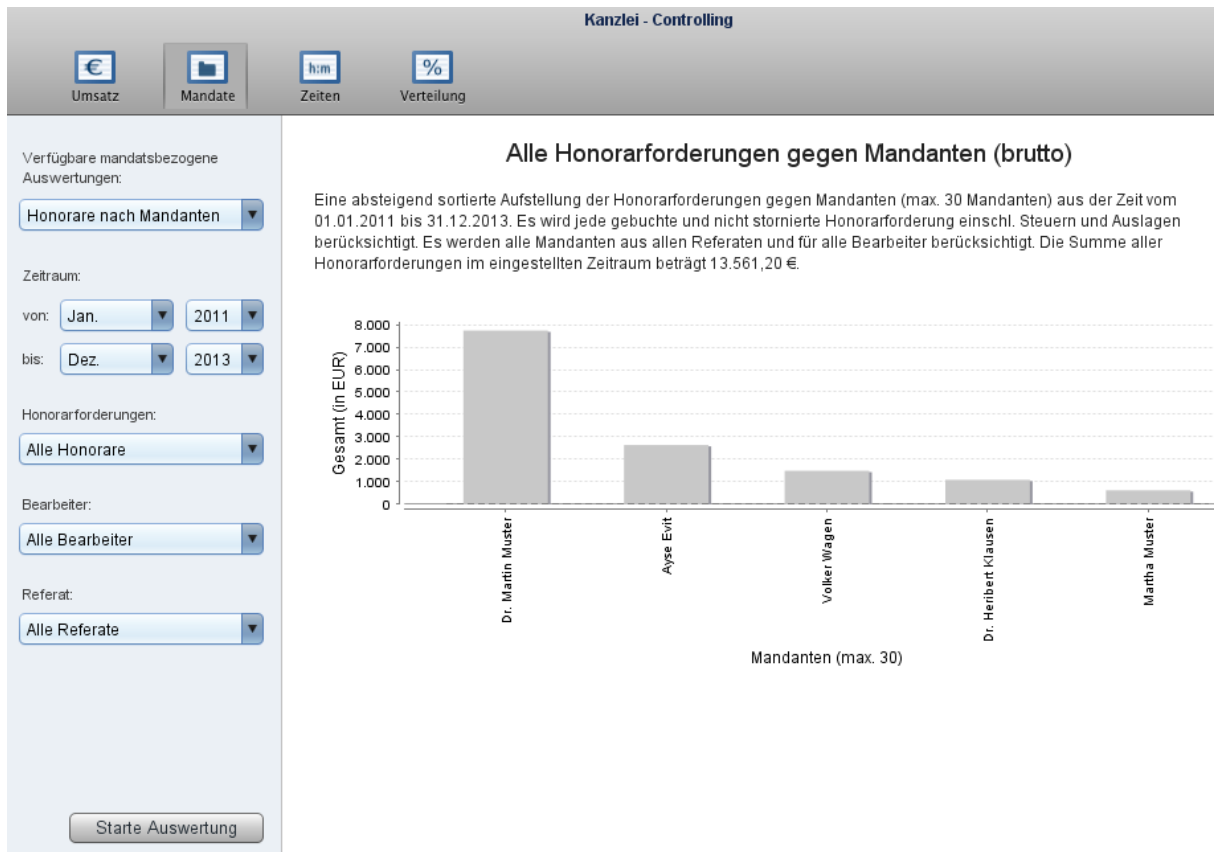 Kanzlei - Controlling
€
h:m
%
Umsatz
Mandate
Zeiten
Verteilung
Verfügbare mandatsbezogene
Auswertungen:
Honorare nach Mandanten
Zeitraum:
von: Jan. 2011
bis: Dez. 2013
Honorarforderungen:
Alle Honorare
Bearbeiter:
Alle Bearbeiter
Referat:
Alle Referate
Starte Auswertung
Alle Honorarforderungen gegen Mandanten (brutto)
Eine absteigend sortierte Aufstellung der Honorarforderungen gegen Mandanten (max. 30 Mandanten) aus der Zeit vom
01.01.2011 bis 31.12.2013. Es wird jede gebuchte und nicht stornierte Honorarforderung einschl. Steuern und Auslagen
berücksichtigt. Es werden alle Mandanten aus allen Referaten und für alle Bearbeiter berücksichtigt. Die Summe aller
Honorarforderungen im eingestellten Zeitraum beträgt 13.561,20 €.
Gesamt (in EUR)
8.000
7.000
6.000
5.000
4.000
3.000
2.000
1.000
0
Dr. Martin Muster
Ayse Evit
Volker Wagen
Dr. Heribert Klausen
Martha Muster
Mandanten (max. 30)